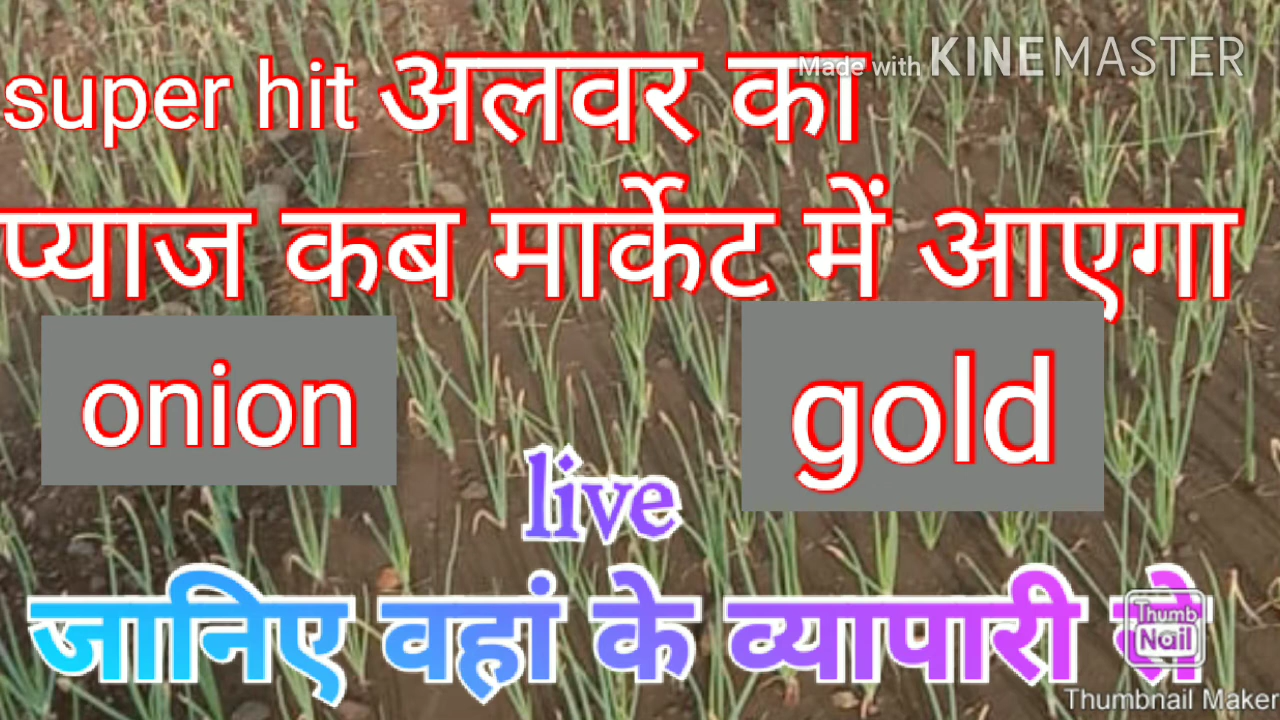 Made with KINEMASTER
super hit अलवर का
प्याज कब मार्केट में आएगा
onion
gold
live
जानिए वहां के व्यापारी से
Thumb
Nail
Thumbnail Maker